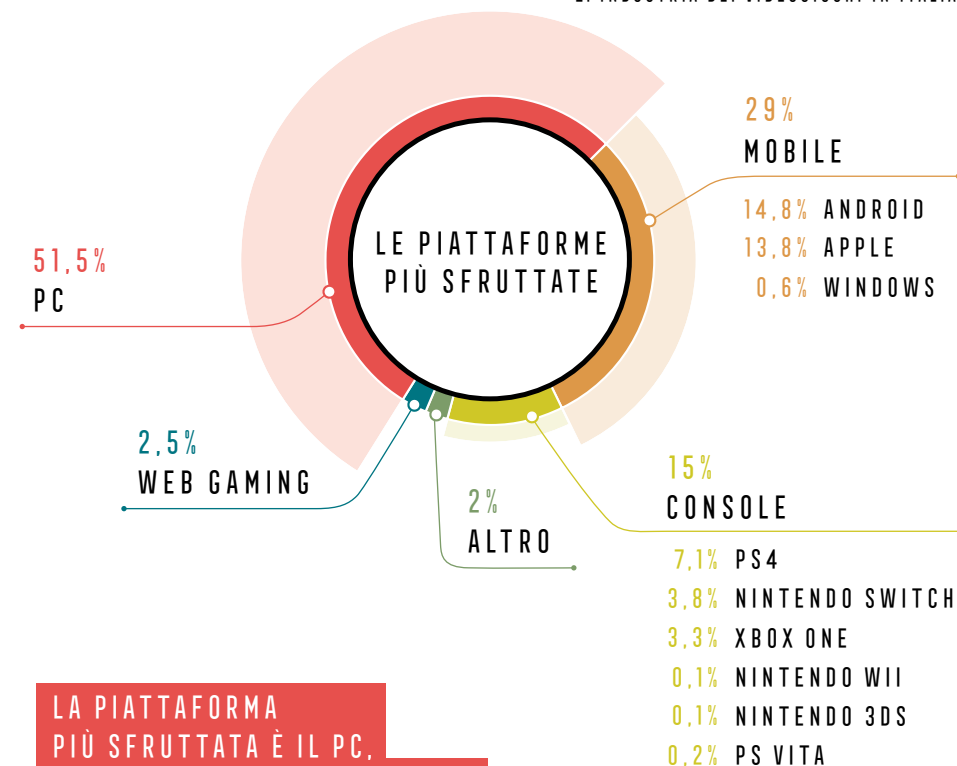 LE PIATTAFORME
PIÙ SFRUTTATE
29%
MOBILE
14,8% ANDROID
13,8% APPLE
0,6% WINDOWS
51,5%
PC
2,5%
WEB GAMING
2%
ALTRO
15%
CONSOLE
7,1% PS4
3,8% NINTENDO SWITCH
3,3% XBOX ONE
0,1% NINTENDO WII
0,1% NINTENDO 3DS
0,2% PS VITA
LA PIATTAFORMA
PIÙ SFRUTTATA È IL PC,